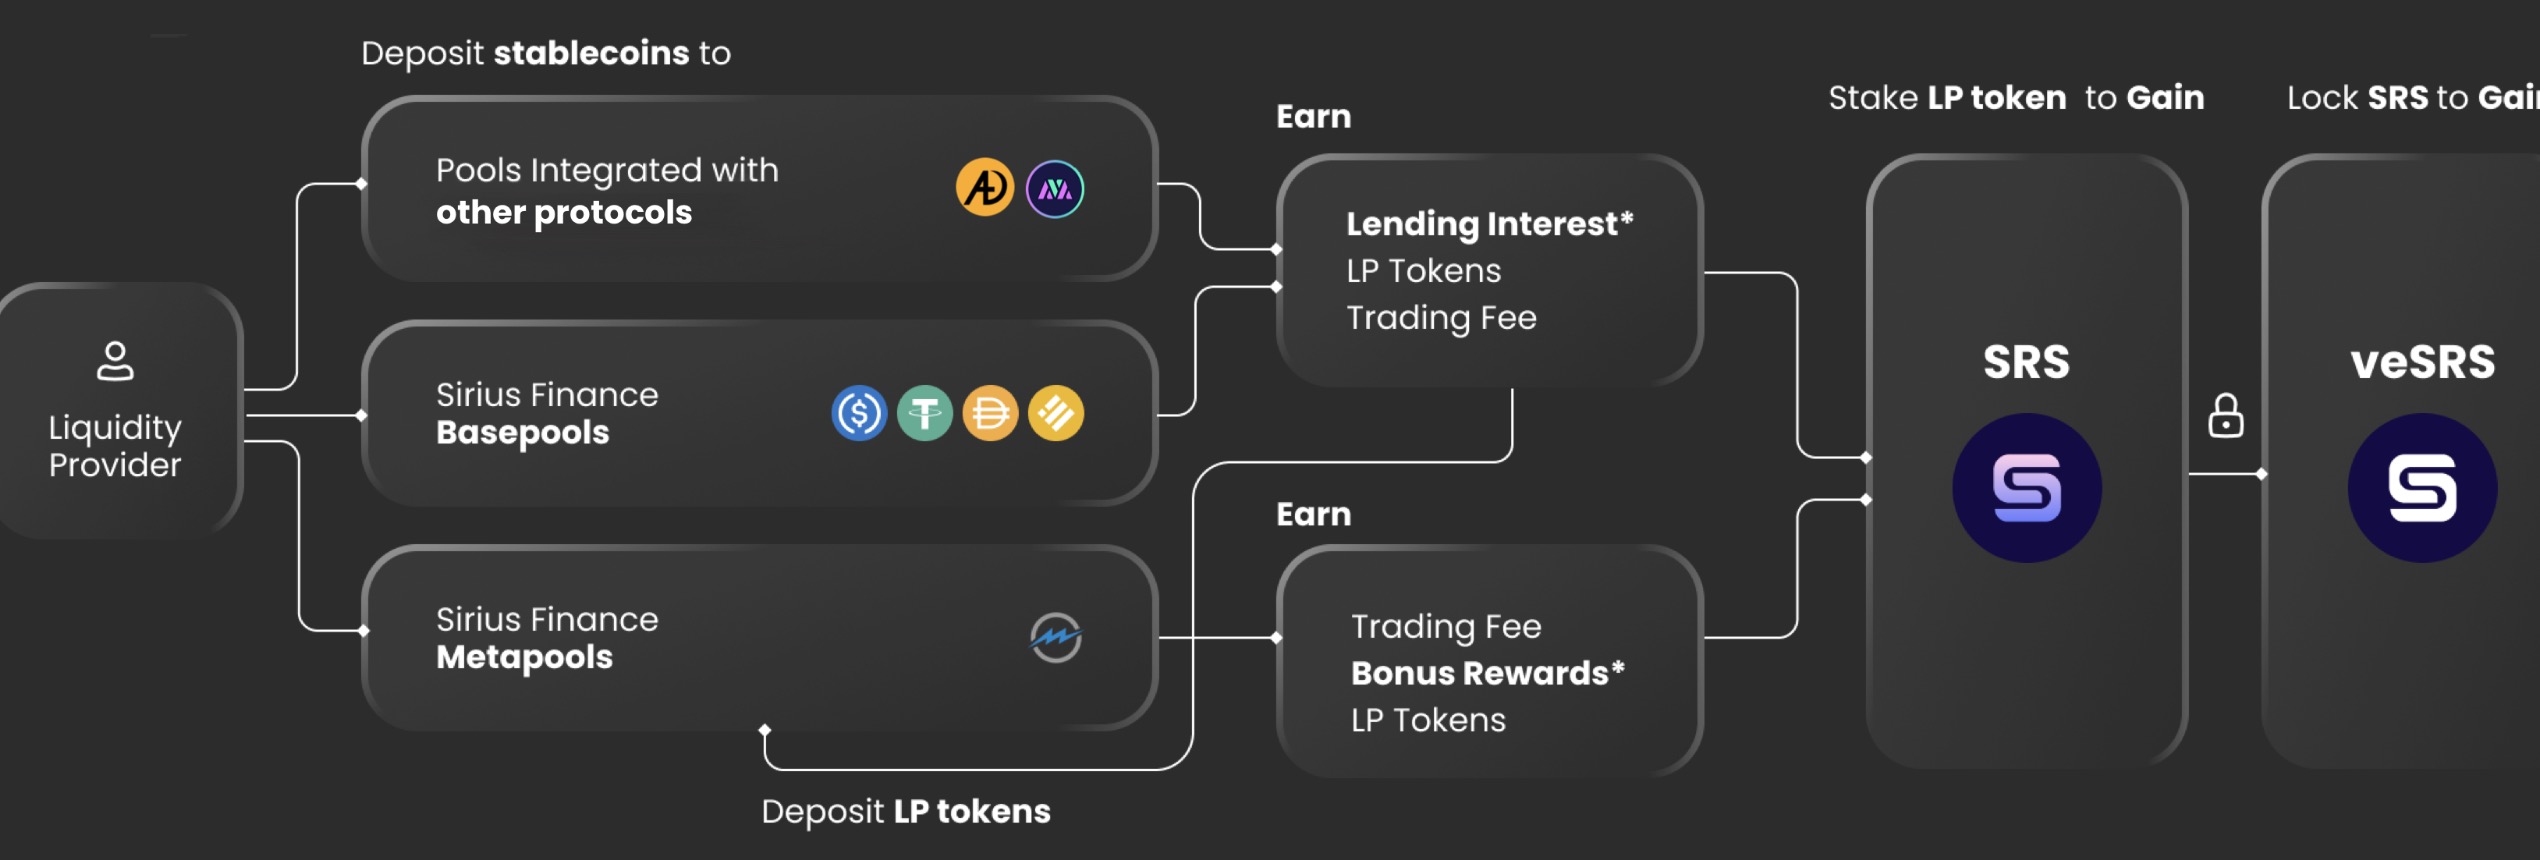 Deposit stablecoins to
Pools Integrated with
other protocols
Liquidity
Provider
Sirius Finance
Basepools
Sirius Finance
Metapools
Deposit LP tokens
Earn
Lending Interest*
LP Tokens
Trading Fee
Earn
Trading Fee
Bonus Rewards*
LP Tokens
Stake LP token to Gain
SRS
Lock SRS to Gai
veSRS